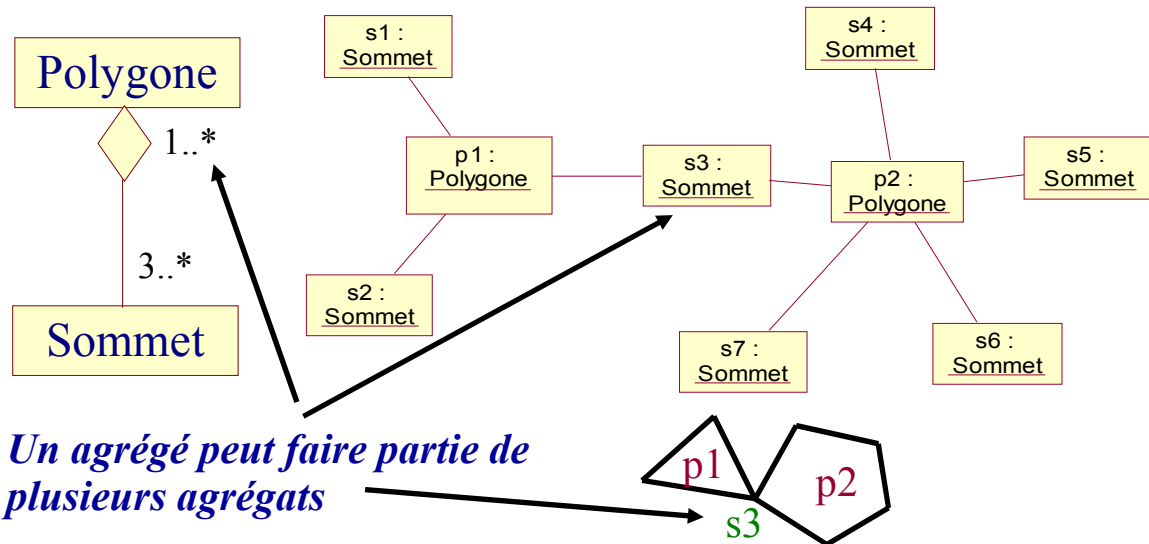 Polygone
1..*
3..*
Sommet
s1 :
Sommet
p1 :
Polygone
s2 :
Sommet
s3 :
Sommet
s4 :
Sommet
p2 :
Polygone
s5 :
Sommet
s7 :
Sommet
s6 :
Sommet
Un agrégé peut faire partie de
plusieurs agrégats
p1
p2
s3